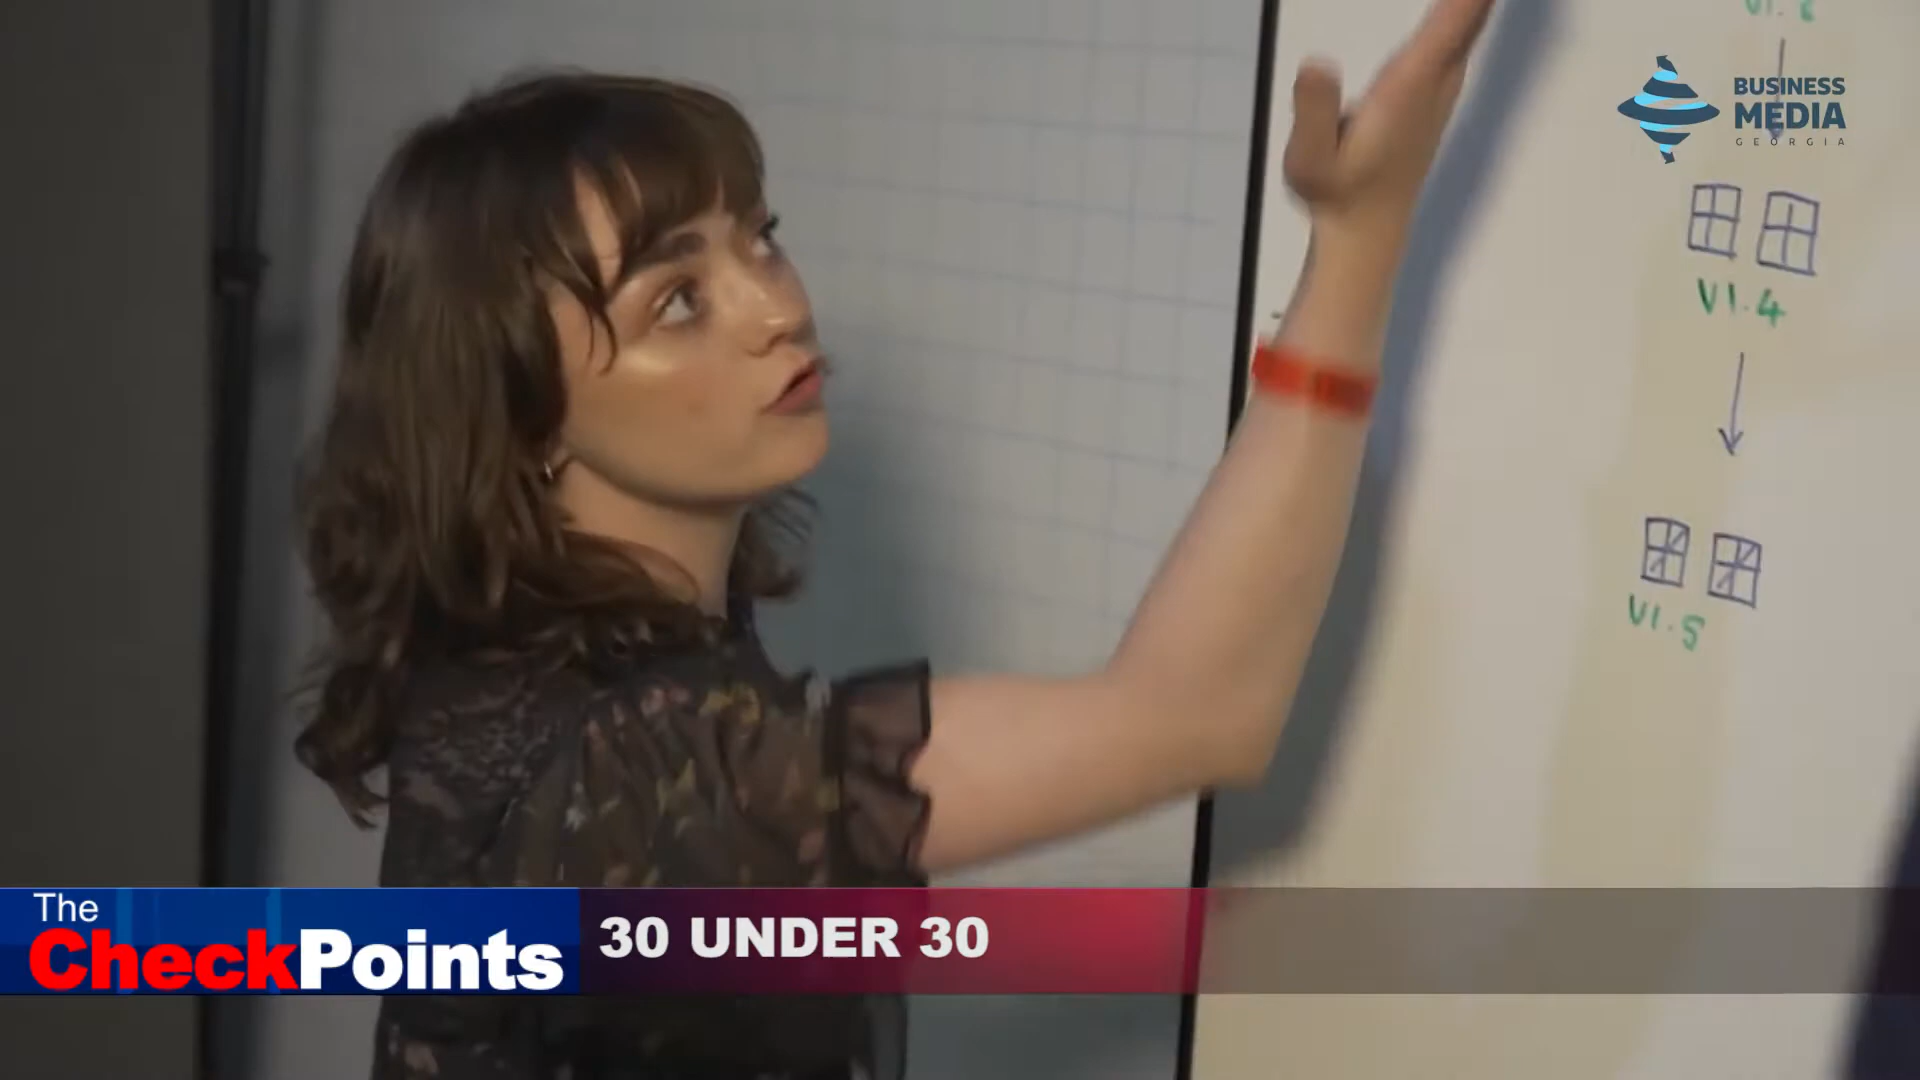 BUSINESS
MEDIA
GEORGIA
V1.4
V1.5
The
CheckPoints
30 UNDER 30